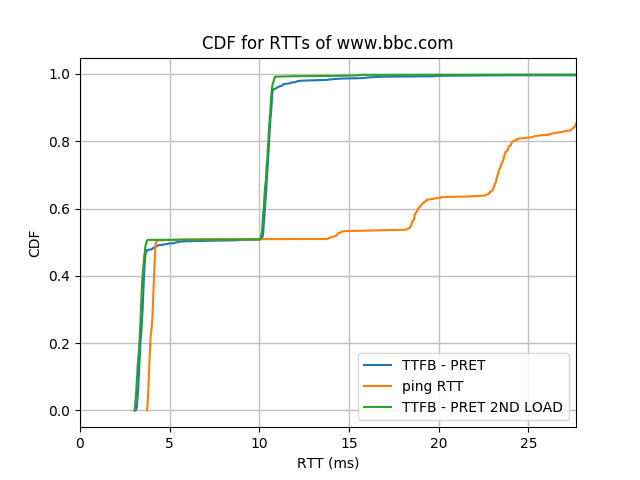 CDF for RTTs of www.bbc.com
1.0
0.8
0.6
0.4
0.2
0.0
CDF
0 5 10 15 20 25
RTT (ms)
TTFB - PRET
ping RTT
TTFB - PRET 2ND LOAD